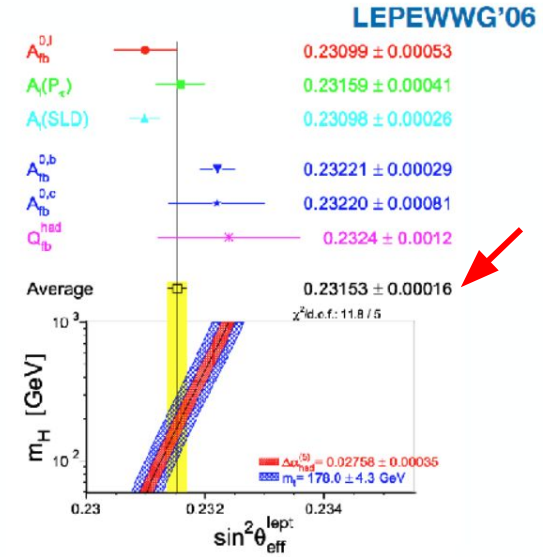 LEPEWWG'06
A_fb^0,l 0.23099 ± 0.00053
A_l(P_τ) 0.23159 ± 0.00041
A_l(SLD) 0.23098 ± 0.00026
A_fb^0,b 0.23221 ± 0.00029
A_fb^0,c 0.23220 ± 0.00081
Q_fb^had 0.2324 ± 0.0012
Average 0.23153 ± 0.00016
χ²/d.o.f.: 11.8 / 5
10³
m_H [GeV]
10²
Δα_had^(5) = 0.02758 ± 0.00035
m_t = 178.0 ± 4.3 GeV
0.23 0.232 0.234
sin²θ_eff^lept